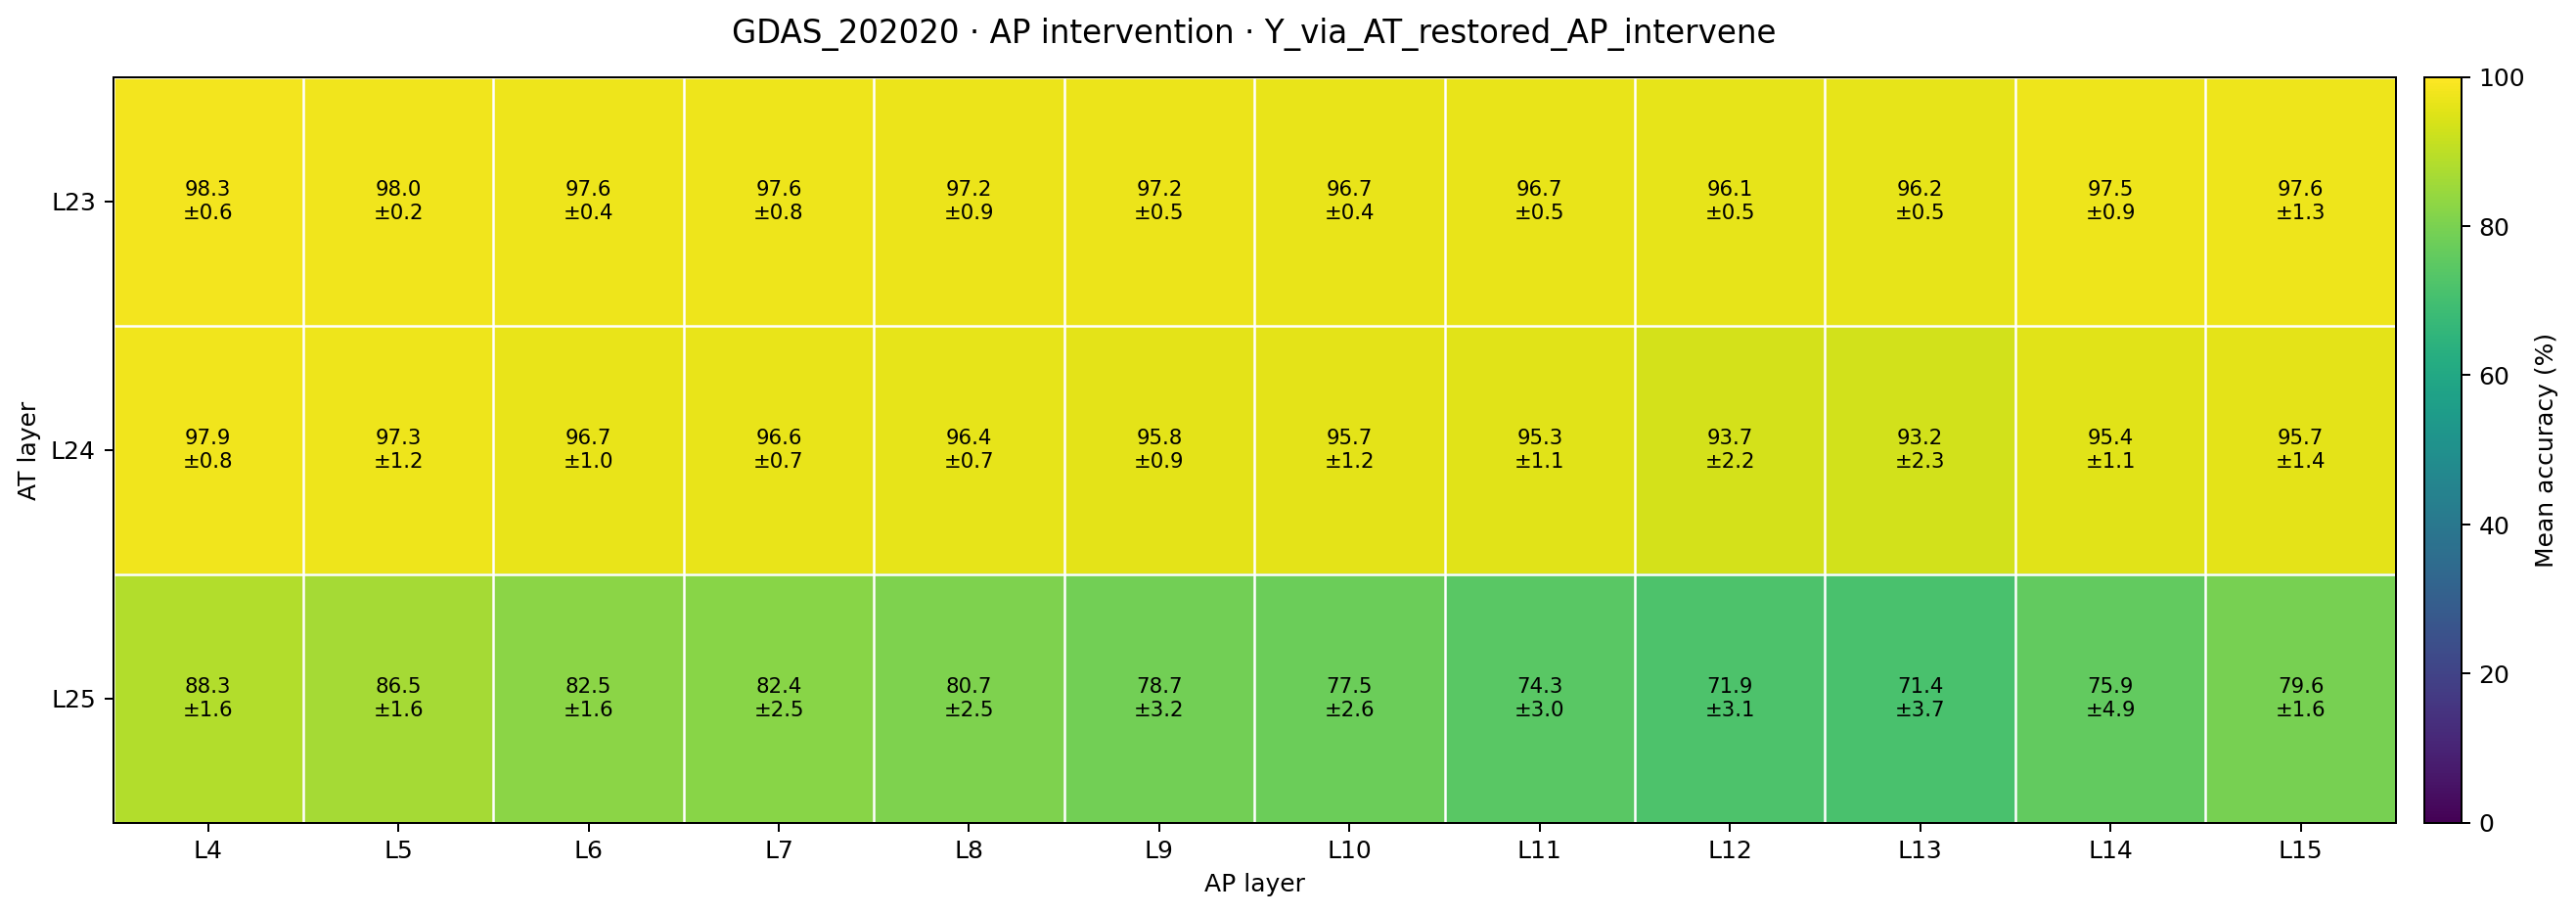 GDAS_202020 · AP intervention · Y_via_AT_restored_AP_intervene
AT layer
L23
98.3 98.0 97.6 97.6 97.2 97.2 96.7 96.7 96.1 96.2 97.5 97.6
±0.6 ±0.2 ±0.4 ±0.8 ±0.9 ±0.5 ±0.4 ±0.5 ±0.5 ±0.5 ±0.9 ±1.3
L24
97.9 97.3 96.7 96.6 96.4 95.8 95.7 95.3 93.7 93.2 95.4 95.7
±0.8 ±1.2 ±1.0 ±0.7 ±0.7 ±0.9 ±1.2 ±1.1 ±2.2 ±2.3 ±1.1 ±1.4
L25
88.3 86.5 82.5 82.4 80.7 78.7 77.5 74.3 71.9 71.4 75.9 79.6
±1.6 ±1.6 ±1.6 ±2.5 ±2.5 ±3.2 ±2.6 ±3.0 ±3.1 ±3.7 ±4.9 ±1.6
L4 L5 L6 L7 L8 L9 L10 L11 L12 L13 L14 L15
AP layer
100
80
60
40
20
0
Mean accuracy (%)